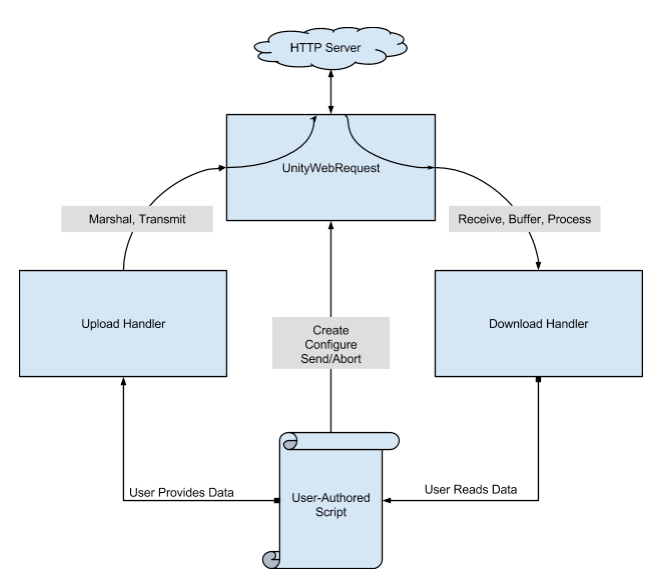 HTTP Server
UnityWebRequest
Marshal, Transmit
Receive, Buffer, Process
Upload Handler
Download Handler
Create
Configure
Send/Abort
User Provides Data
User-Authored
Script
User Reads Data